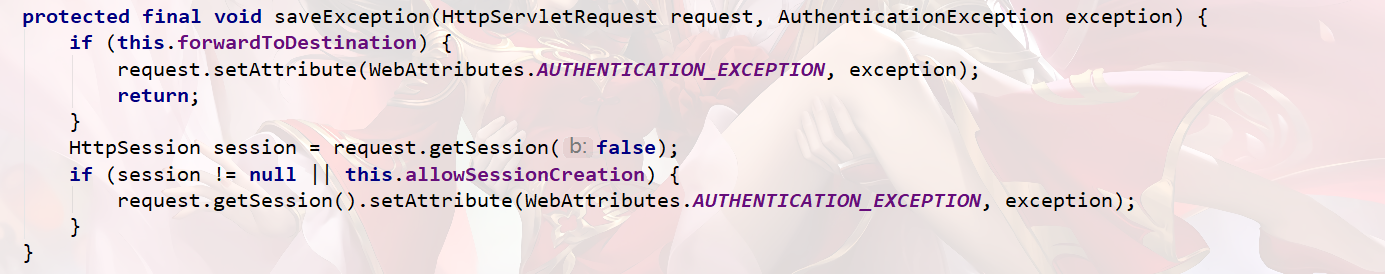 protected final void saveException(HttpServletRequest request, AuthenticationException exception) {
if (this.forwardToDestination) {
request.setAttribute(WebAttributes.AUTHENTICATION_EXCEPTION, exception);
return;
}
HttpSession session = request.getSession( b: false);
if (session != null || this.allowSessionCreation) {
request.getSession().setAttribute(WebAttributes.AUTHENTICATION_EXCEPTION, exception);
}
}